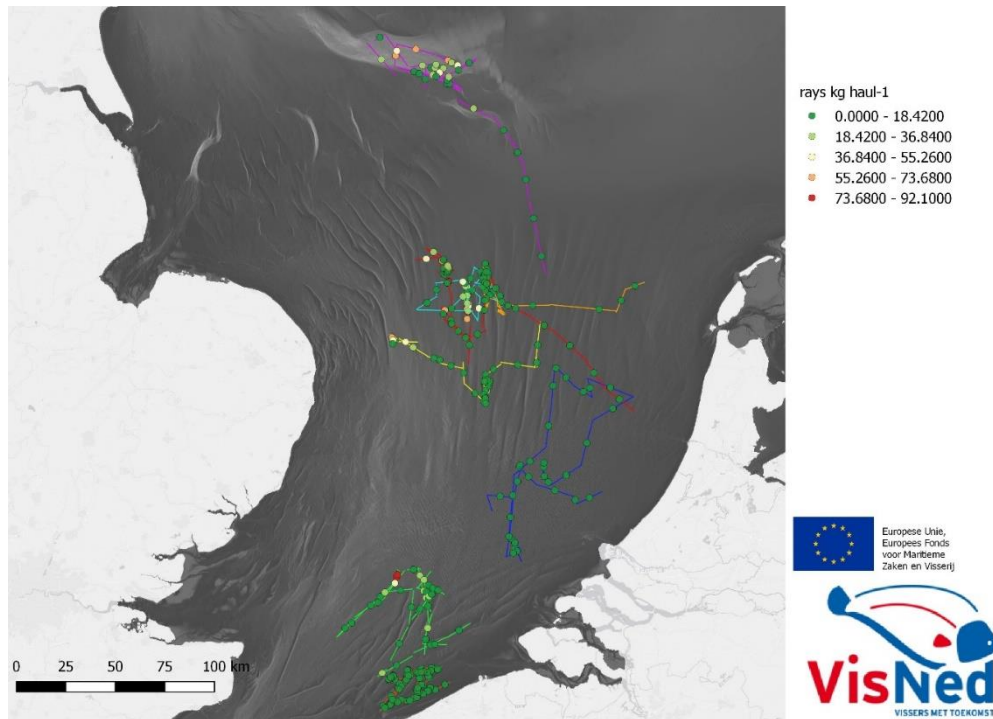 rays kg haul-1
0.0000 - 18.4200
18.4200 - 36.8400
36.8400 - 55.2600
55.2600 - 73.6800
73.6800 - 92.1000
0 25 50 75 100 km
Europese Unie,
Europees Fonds
voor Maritieme
Zaken en Visserij
VisNed
VISSERS MET TOEKOMST